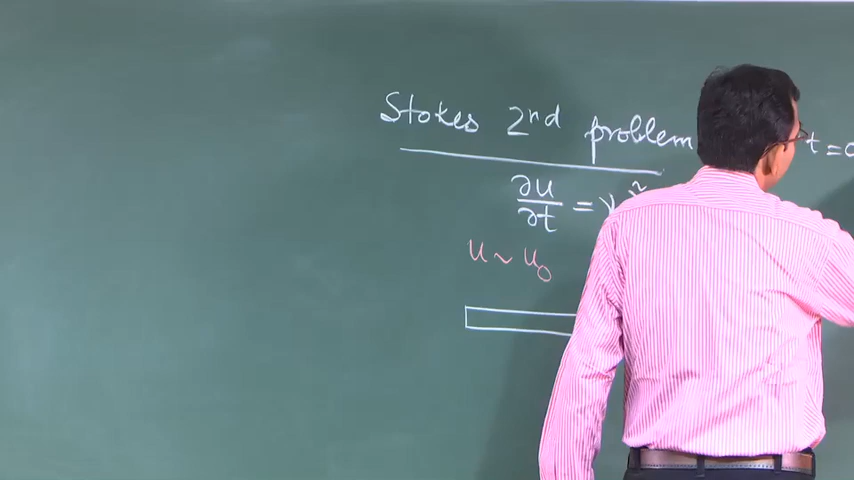 Stokes 2nd problem t = 0
∂u/∂t = ν
u ~ u₀